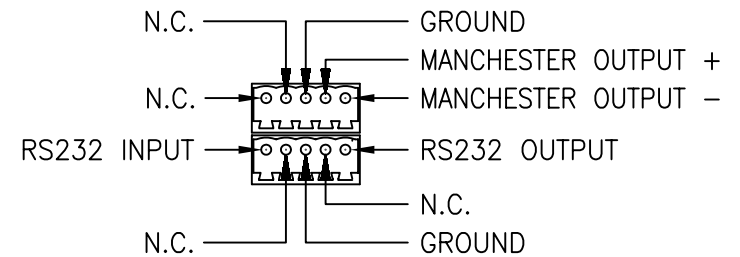 N.C. GROUND
MANCHESTER OUTPUT +
N.C. MANCHESTER OUTPUT -
RS232 INPUT RS232 OUTPUT
N.C.
N.C. GROUND